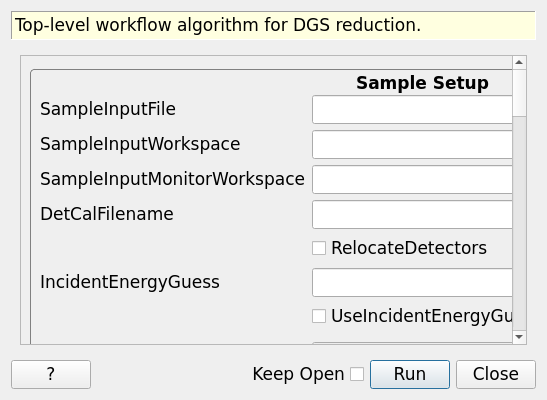 Top-level workflow algorithm for DGS reduction.
Sample Setup
SampleInputFile
SampleInputWorkspace
SampleInputMonitorWorkspace
DetCalFilename
RelocateDetectors
IncidentEnergyGuess
UseIncidentEnergyGu
? Keep Open Run Close